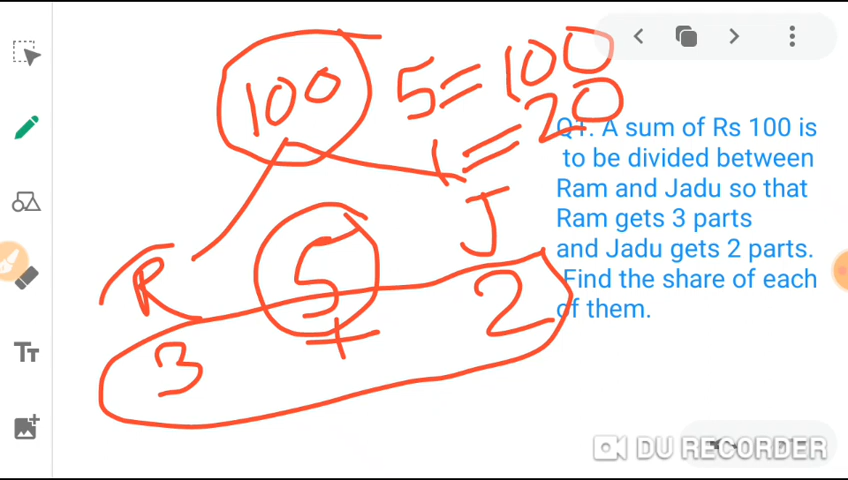 100
5=100
1=20
R
5
J
3
+
2
Q1. A sum of Rs 100 is
to be divided between
Ram and Jadu so that
Ram gets 3 parts
and Jadu gets 2 parts.
Find the share of each
of them.
TT
DU RECORDER